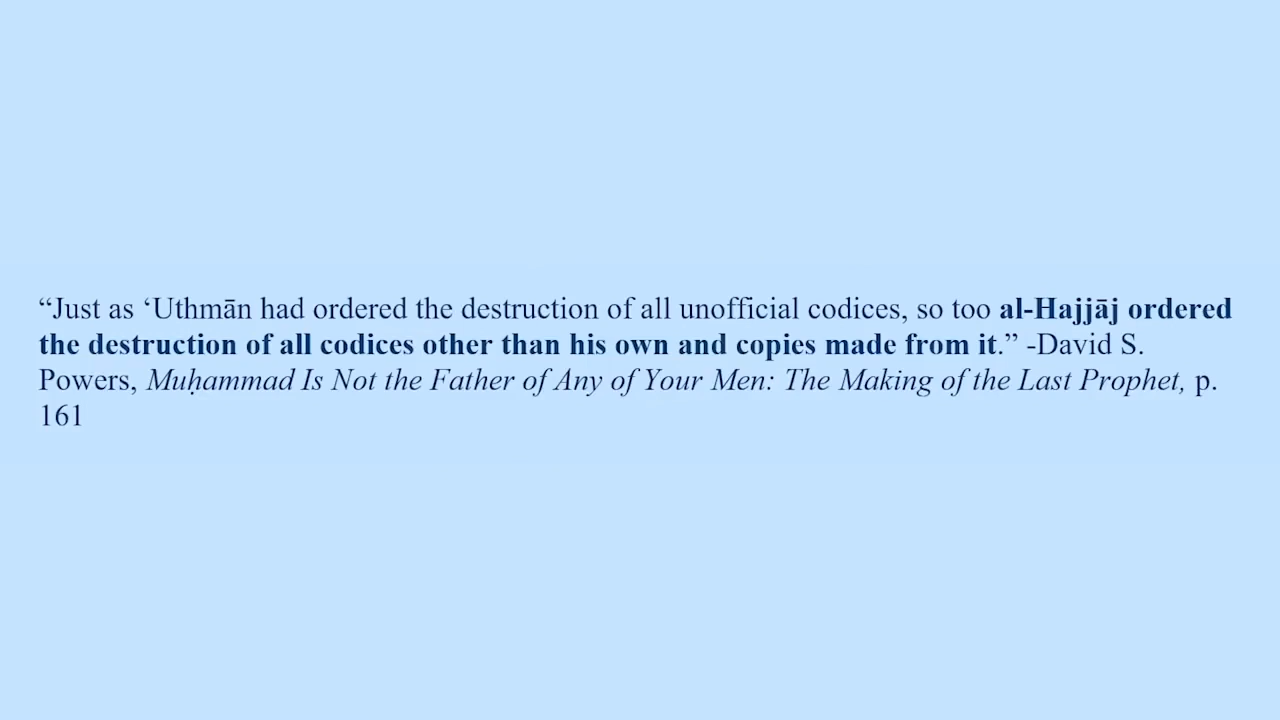 “Just as ‘Uthmān had ordered the destruction of all unofficial codices, so too al-Hajjāj ordered
the destruction of all codices other than his own and copies made from it.” -David S.
Powers, Muḥammad Is Not the Father of Any of Your Men: The Making of the Last Prophet, p.
161